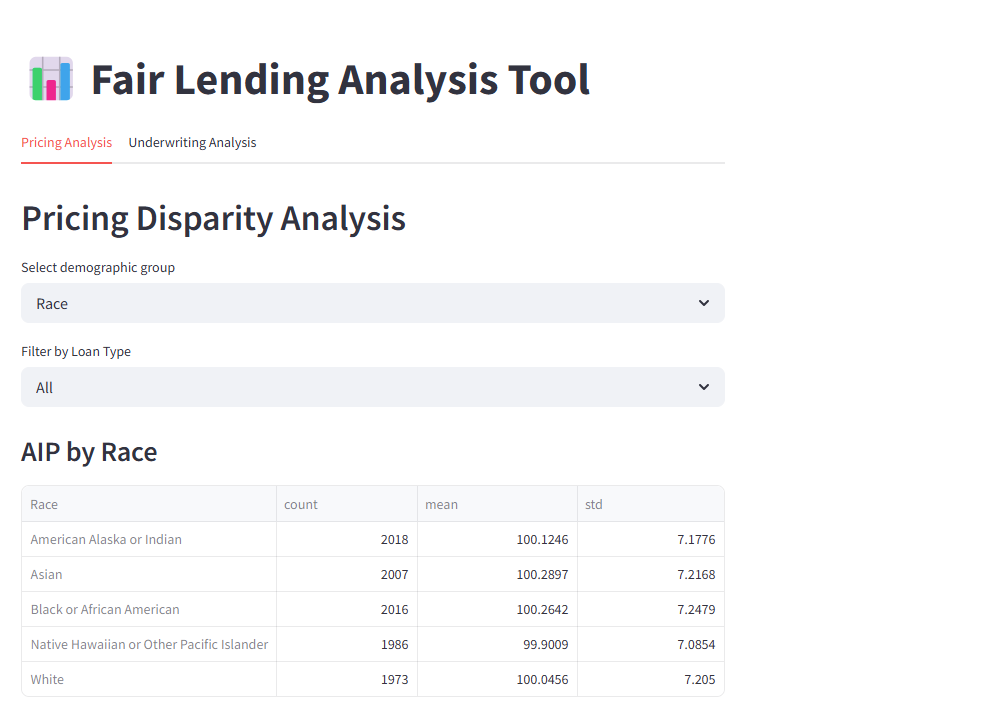 Fair Lending Analysis Tool
Pricing Analysis Underwriting Analysis
Pricing Disparity Analysis
Select demographic group
Race
Filter by Loan Type
All
AIP by Race
Race count mean std
American Alaska or Indian 2018 100.1246 7.1776
Asian 2007 100.2897 7.2168
Black or African American 2016 100.2642 7.2479
Native Hawaiian or Other Pacific Islander 1986 99.9009 7.0854
White 1973 100.0456 7.205